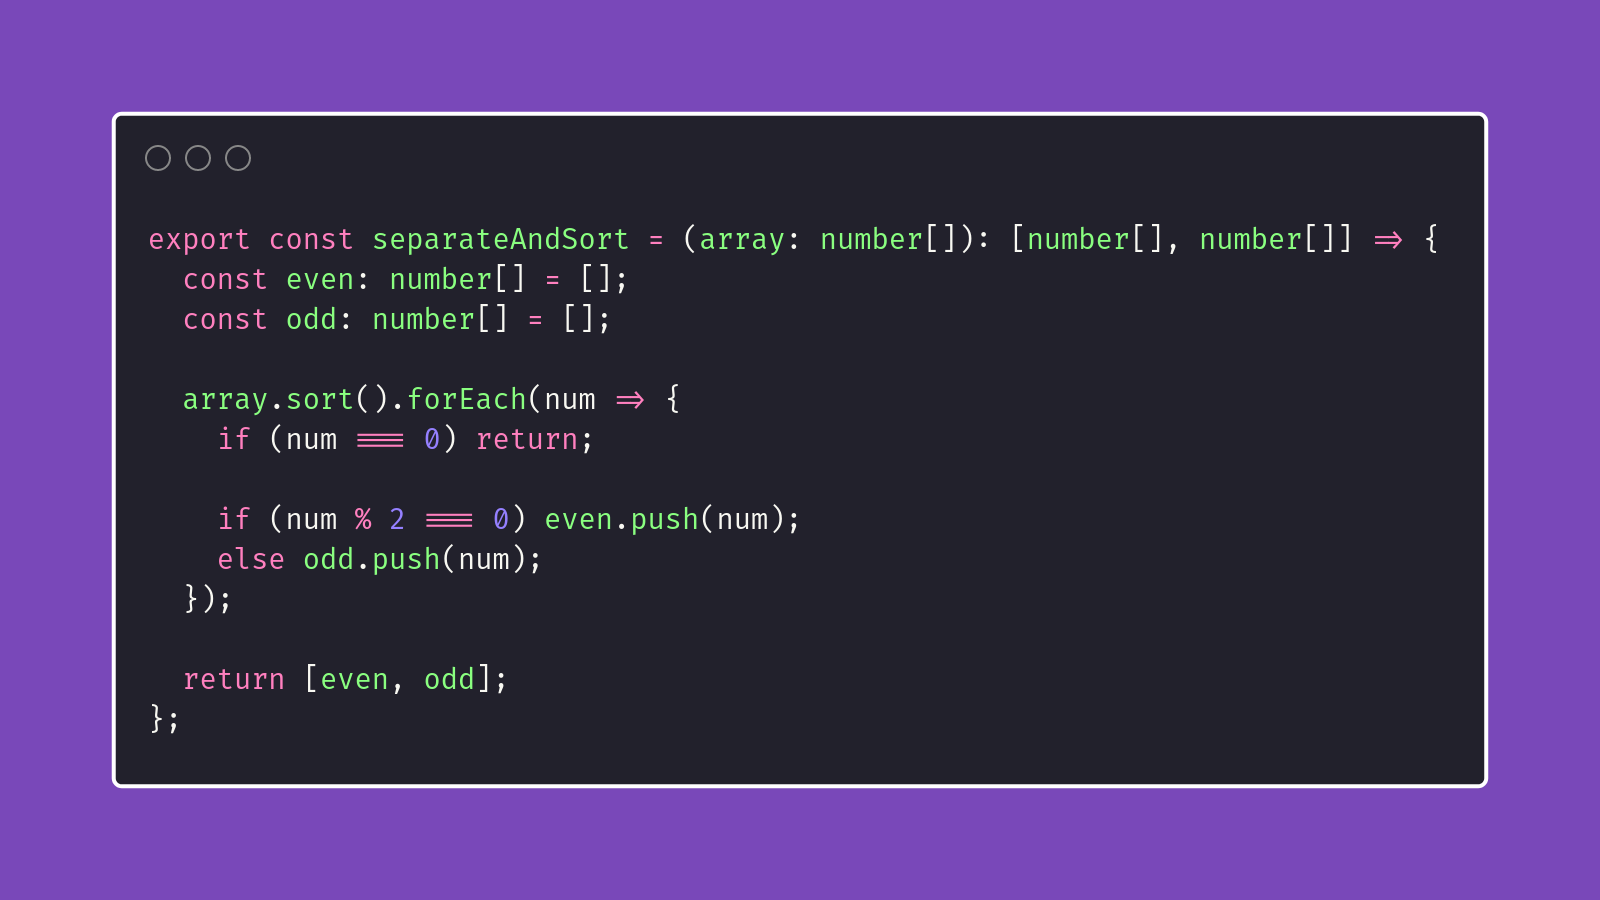 export const separateAndSort = (array: number[]): [number[], number[]] => {
  const even: number[] = [];
  const odd: number[] = [];

  array.sort().forEach(num => {
    if (num === 0) return;

    if (num % 2 === 0) even.push(num);
    else odd.push(num);
  });

  return [even, odd];
};